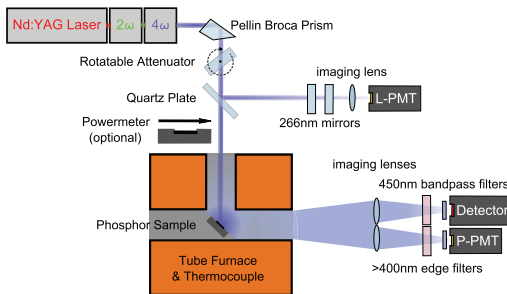 Nd:YAG Laser
2ω
4ω
Pellin Broca Prism
Rotatable Attenuator
imaging lens
Quartz Plate
L-PMT
266nm mirrors
Powermeter
(optional)
imaging lenses
450nm bandpass filters
Phosphor Sample
Detector
P-PMT
Tube Furnace
& Thermocouple
>400nm edge filters